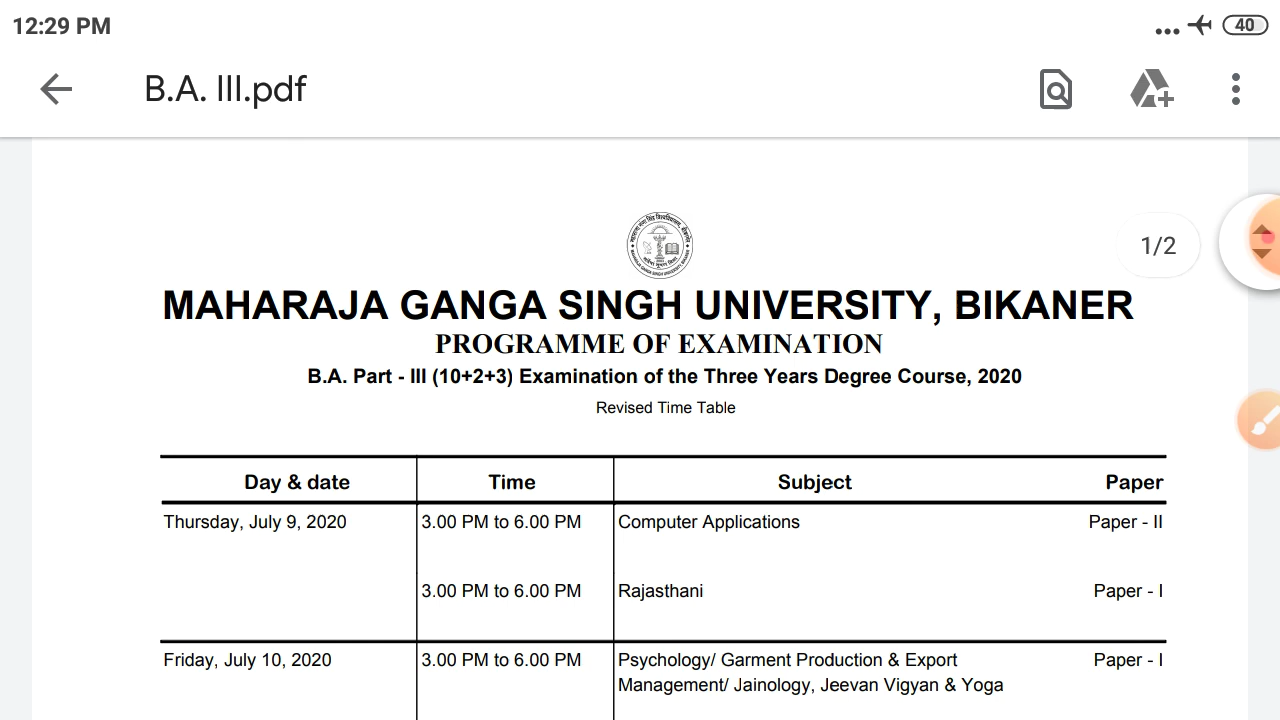 12:29 PM
40
B.A. III.pdf
1/2
MAHARAJA GANGA SINGH UNIVERSITY, BIKANER
PROGRAMME OF EXAMINATION
B.A. Part - III (10+2+3) Examination of the Three Years Degree Course, 2020
Revised Time Table
Day & date Time Subject Paper
Thursday, July 9, 2020 3.00 PM to 6.00 PM Computer Applications Paper - II
3.00 PM to 6.00 PM Rajasthani Paper - I
Friday, July 10, 2020 3.00 PM to 6.00 PM Psychology/ Garment Production & Export Paper - I
Management/ Jainology, Jeevan Vigyan & Yoga